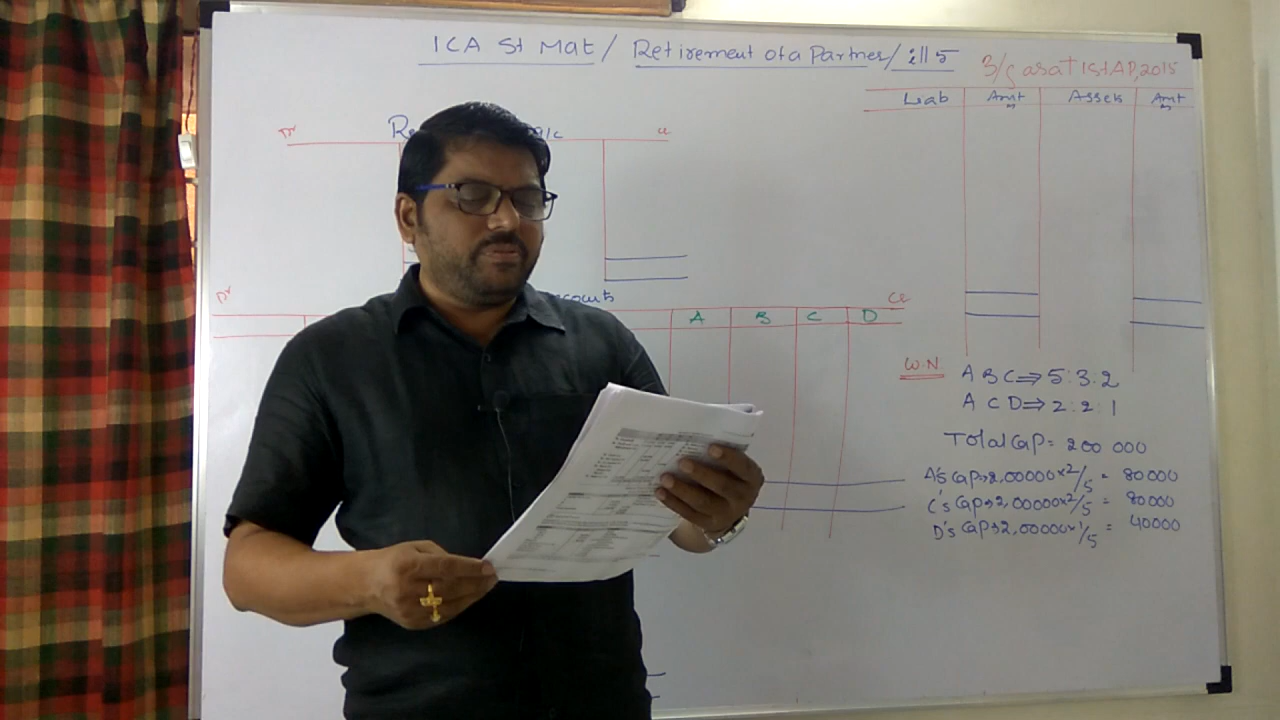 ICA St Mat / Retirement of a Partner / ill 5
B/S as at 1st AP, 2015
Liab Amt Assets Amt
Dr Re a/c Cr
Dr Cr
A B C D
W.N A B C ⇒ 5:3:2
A C D ⇒ 2:2:1
Total Cap = 200 000
A's Cap ⇒ 2,00000 × 2/5 = 80000
C's Cap ⇒ 2,00000 × 2/5 = 80000
D's Cap ⇒ 2,00000 × 1/5 = 40000